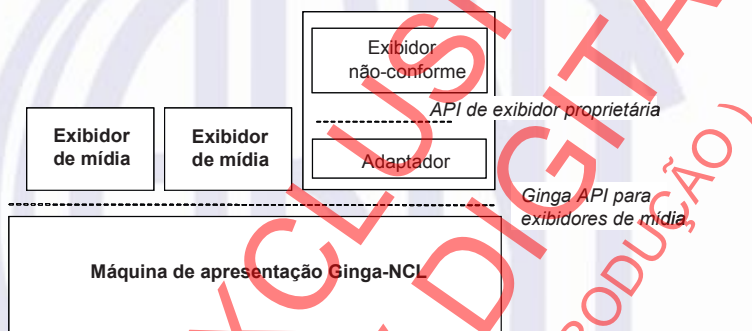 Exibidor
não-conforme
API de exibidor proprietária
Exibidor
de mídia
Exibidor
de mídia
Adaptador
Ginga API para
exibidores de mídia
Máquina de apresentação Ginga-NCL